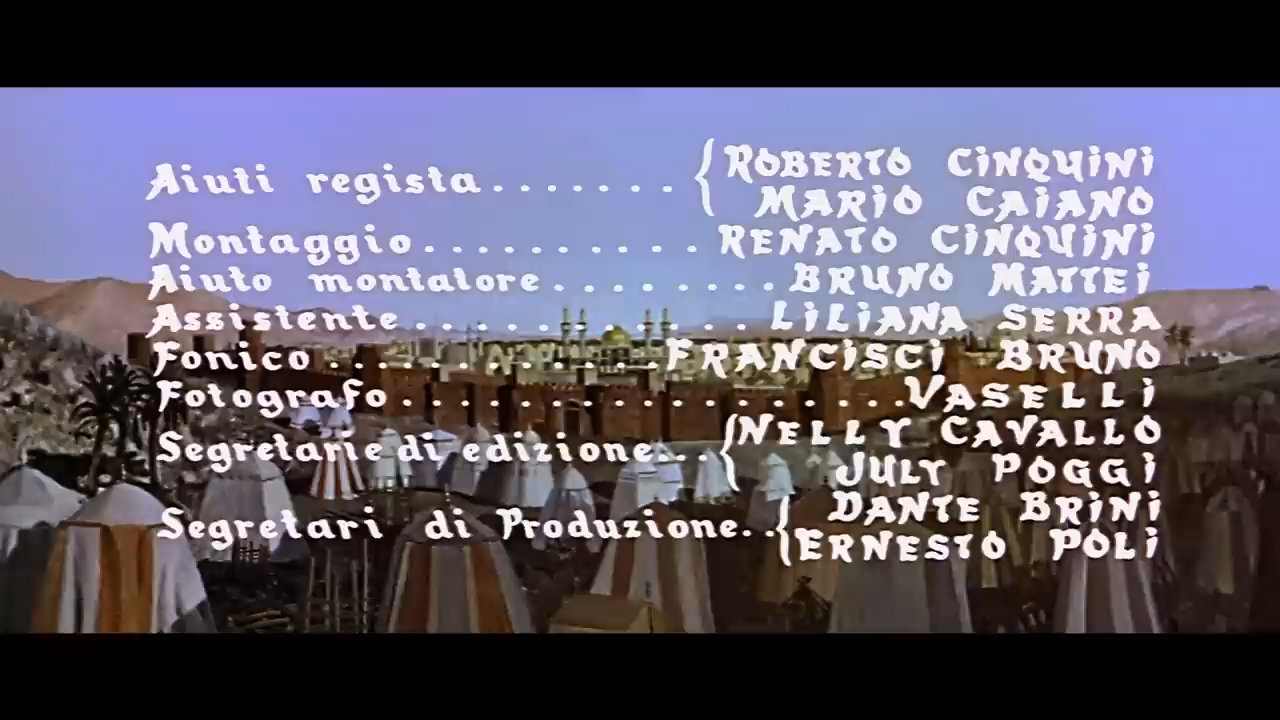 Aiuti regista.......{ROBERTO CINQUINI
MARIO CAIANO
Montaggio..........RENATO CINQUINI
Aiuto montatore........BRUNO MATTEI
Assistente............LILIANA SERRA
Fonico...........FRANCISCI BRUNO
Fotografo.................VASELLI
Segretarie di edizione...{NELLY CAVALLO
JULY POGGI
Segretari di Produzione..{DANTE BRINI
ERNESTO POLI